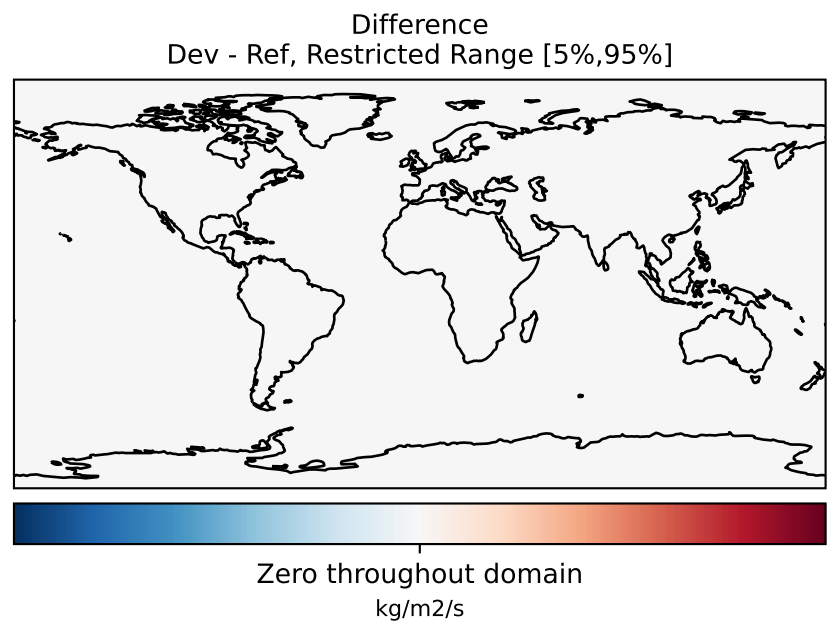 Difference
Dev - Ref, Restricted Range [5%,95%]
Zero throughout domain
kg/m2/s